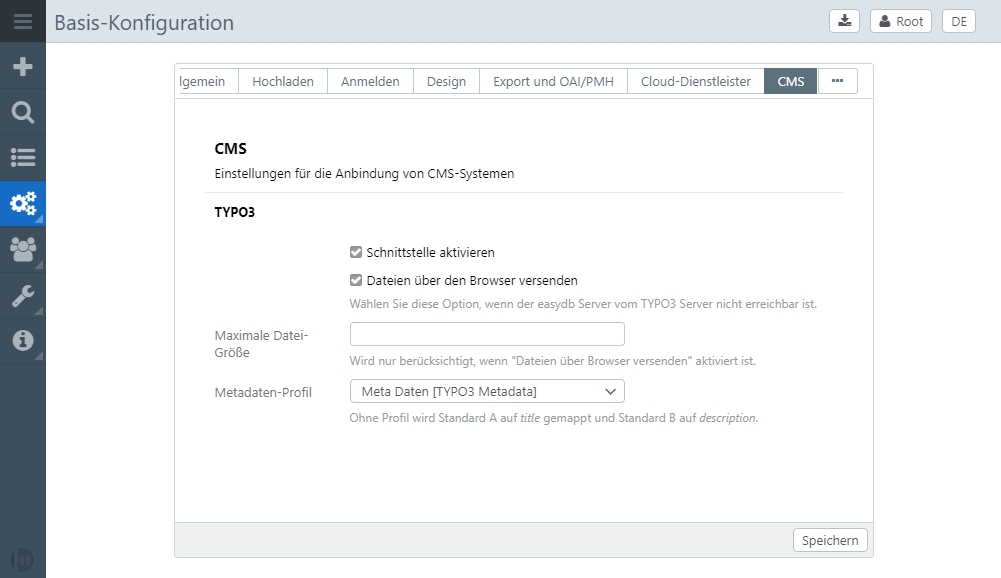 Basis-Konfiguration
Root
DE
lgemein
Hochladen
Anmelden
Design
Export und OAI/PMH
Cloud-Dienstleister
CMS
CMS
Einstellungen für die Anbindung von CMS-Systemen
TYPO3
Schnittstelle aktivieren
Dateien über den Browser versenden
Wählen Sie diese Option, wenn der easydb Server vom TYPO3 Server nicht erreichbar ist.
Maximale Datei-
Größe
Wird nur berücksichtigt, wenn "Dateien über Browser versenden" aktiviert ist.
Metadaten-Profil
Meta Daten [TYPO3 Metadata]
Ohne Profil wird Standard A auf title gemappt und Standard B auf description.
Speichern